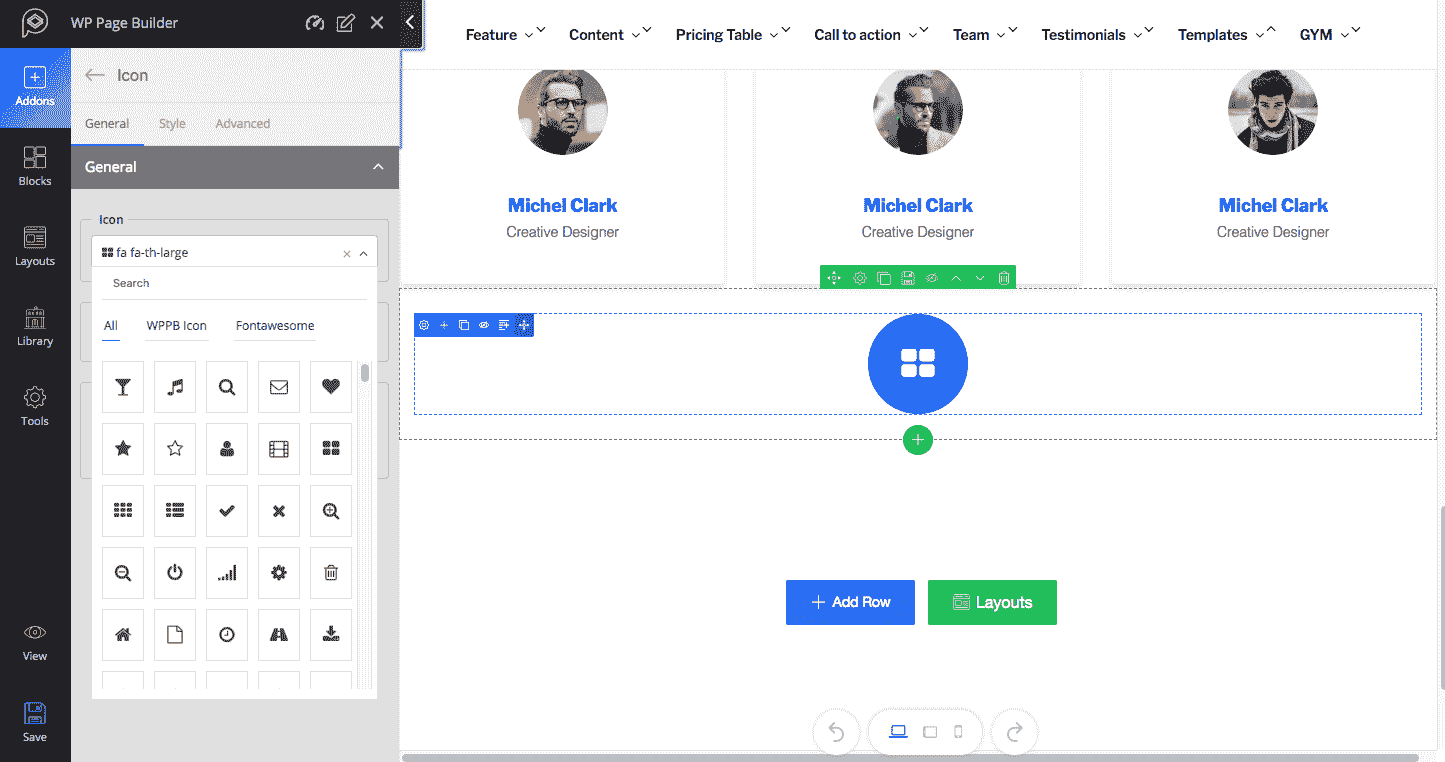 WP Page Builder
Addons
Blocks
Layouts
Library
Tools
View
Save
Icon
General Style Advanced
General
Icon
fa fa-th-large
Search
All WPPB Icon Fontawesome
Feature Content Pricing Table Call to action Team Testimonials Templates GYM
Michel Clark Michel Clark Michel Clark
Creative Designer Creative Designer Creative Designer
Add Row Layouts